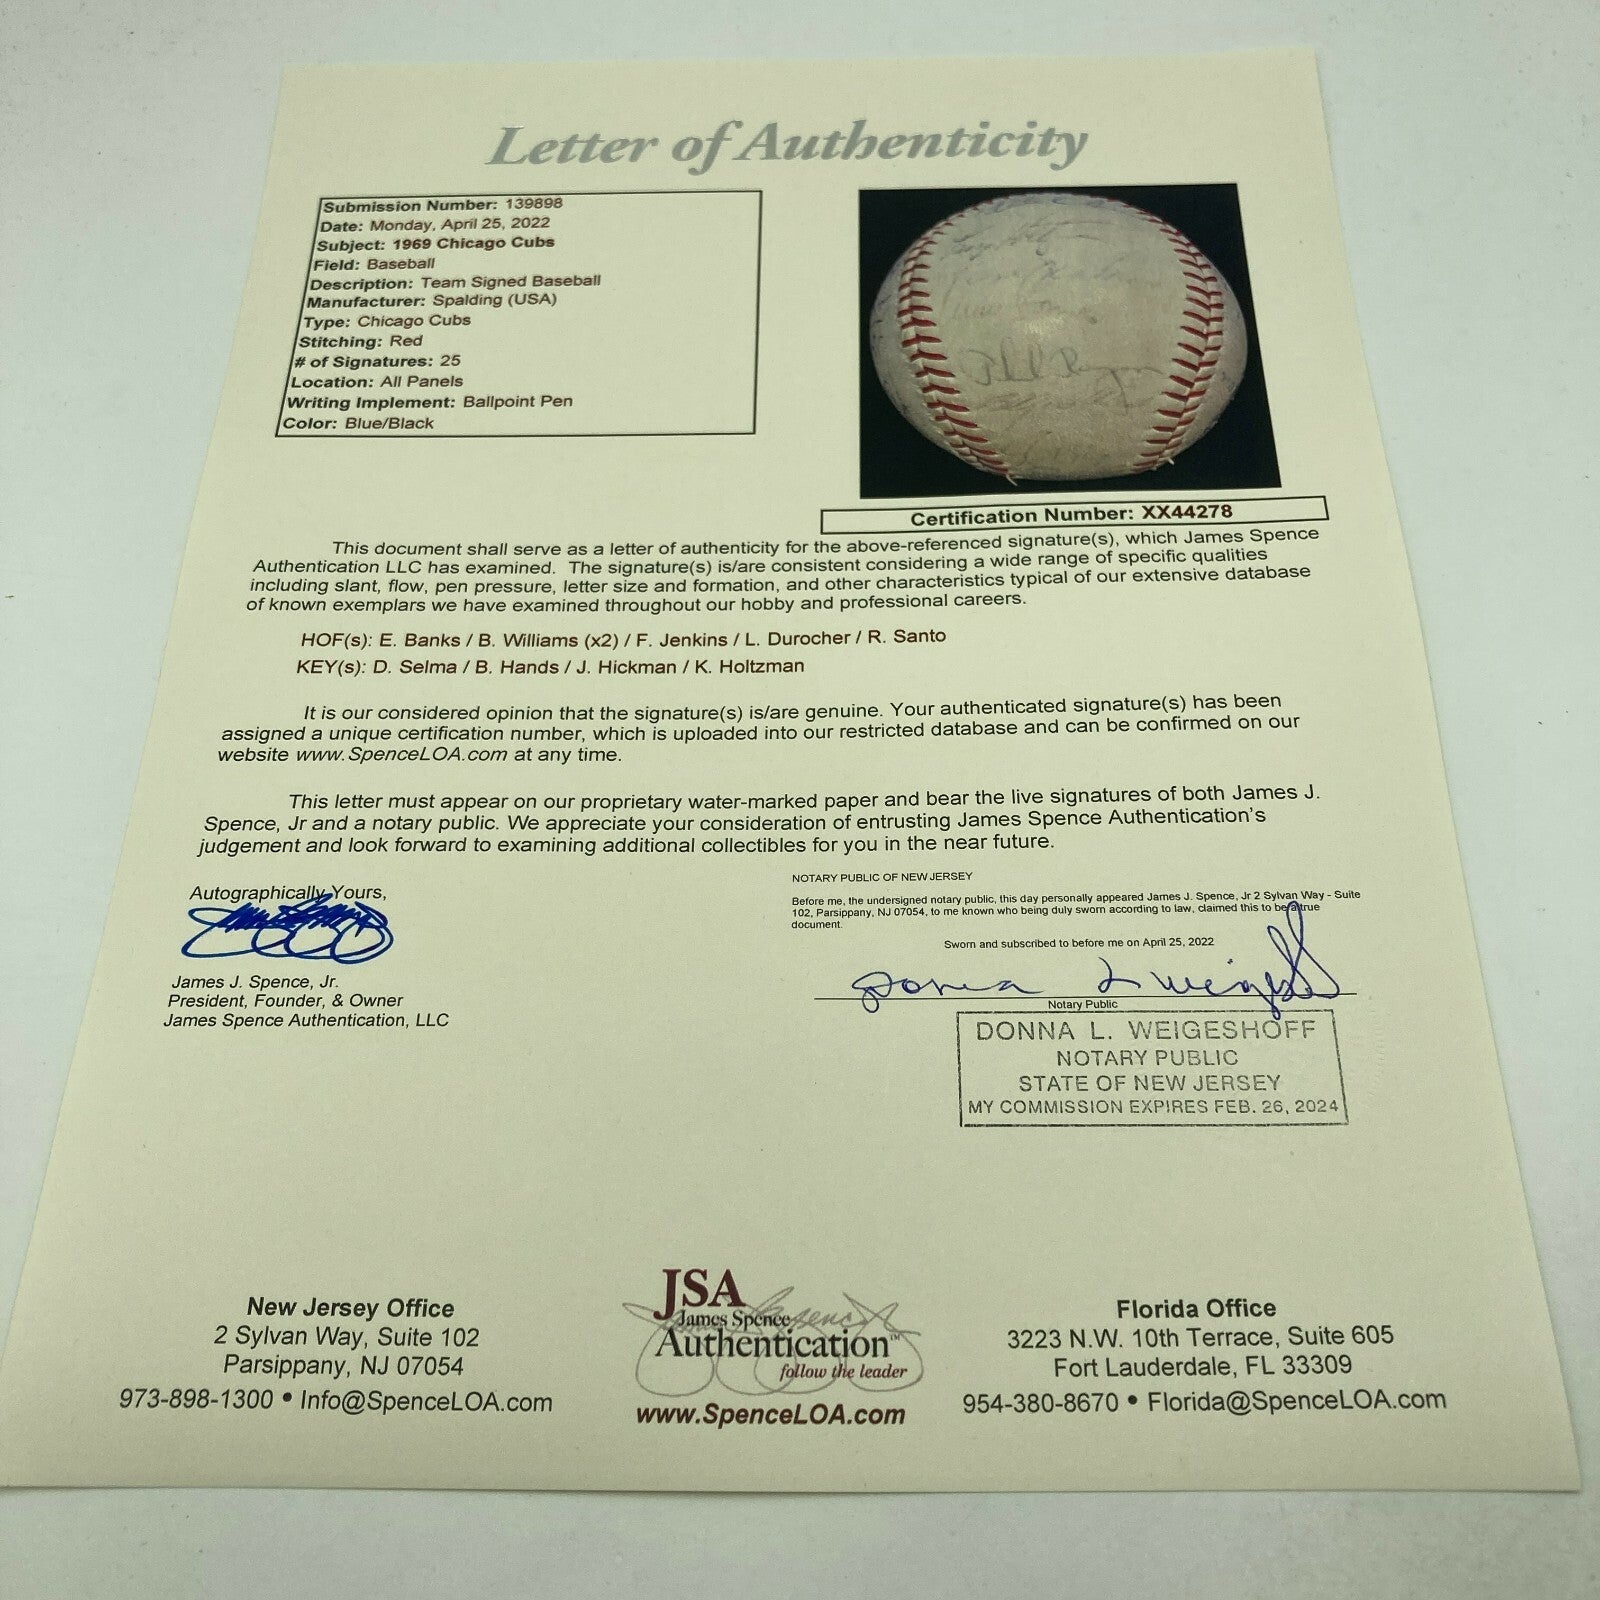 Letter of Authenticity
Submission Number: 139898
Date: Monday, April 25, 2022
Subject: 1969 Chicago Cubs
Field: Baseball
Description: Team Signed Baseball
Manufacturer: Spalding (USA)
Type: Chicago Cubs
Stitching: Red
# of Signatures: 25
Location: All Panels
Writing Implement: Ballpoint Pen
Color: Blue/Black
Certification Number: XX44278
This document shall serve as a letter of authenticity for the above-referenced signature(s), which James Spence
Authentication LLC has examined. The signature(s) is/are consistent considering a wide range of specific qualities
including slant, flow, pen pressure, letter size and formation, and other characteristics typical of our extensive database
of known exemplars we have examined throughout our hobby and professional careers.
HOF(s): E. Banks / B. Williams (x2) / F. Jenkins / L. Durocher / R. Santo
KEY(s): D. Selma / B. Hands / J. Hickman / K. Holtzman
It is our considered opinion that the signature(s) is/are genuine. Your authenticated signature(s) has been
assigned a unique certification number, which is uploaded into our restricted database and can be confirmed on our
website www.SpenceLOA.com at any time.
This letter must appear on our proprietary water-marked paper and bear the live signatures of both James J.
Spence, Jr and a notary public. We appreciate your consideration of entrusting James Spence Authentication's
judgement and look forward to examining additional collectibles for you in the near future.
Autographically Yours,
James J. Spence, Jr.
President, Founder, & Owner
James Spence Authentication, LLC
NOTARY PUBLIC OF NEW JERSEY
Before me, the undersigned notary public, this day personally appeared James J. Spence, Jr 2 Sylvan Way - Suite
102, Parsippany, NJ 07054, to me known who being duly sworn according to law, claimed this to be a true
document.
Sworn and subscribed to before me on April 25, 2022
Donna L Weigeshoff
Notary Public
DONNA L. WEIGESHOFF
NOTARY PUBLIC
STATE OF NEW JERSEY
MY COMMISSION EXPIRES FEB. 26, 2024
New Jersey Office
2 Sylvan Way, Suite 102
Parsippany, NJ 07054
973-898-1300 • Info@SpenceLOA.com
JSA
James Spence
Authentication™
follow the leader
www.SpenceLOA.com
Florida Office
3223 N.W. 10th Terrace, Suite 605
Fort Lauderdale, FL 33309
954-380-8670 • Florida@SpenceLOA.com